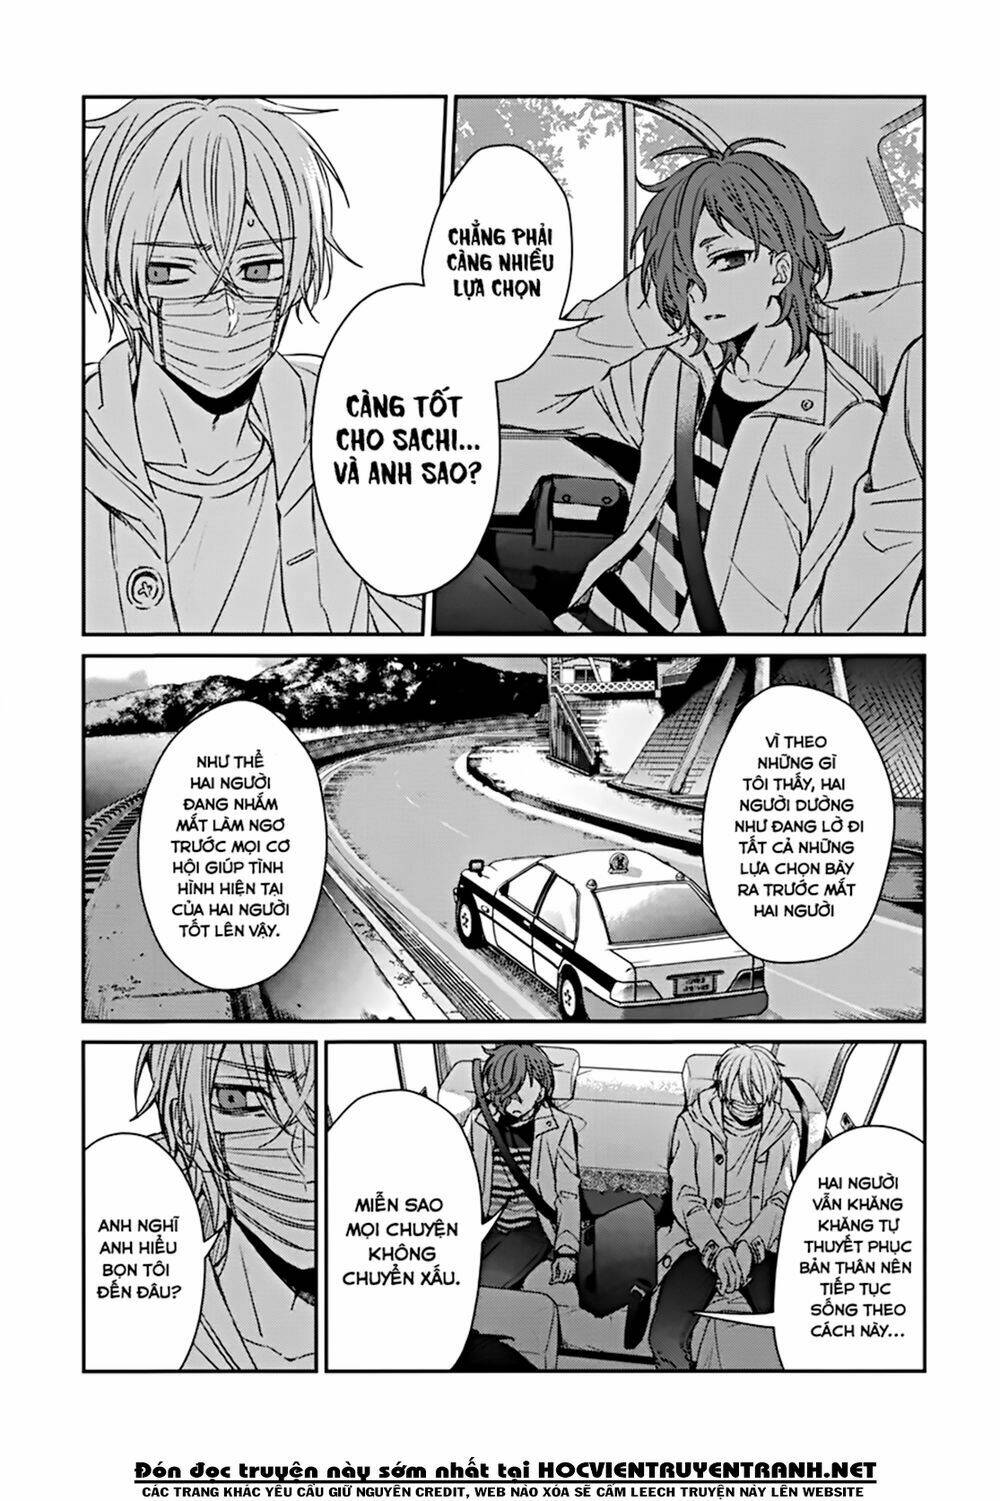 CHẲNG PHẢI
CÀNG NHIỀU
LỰA CHỌN
CÀNG TỐT
CHO SACHI...
VÀ ANH SAO?
VÌ THEO
NHỮNG GÌ
TÔI THẤY, HAI
NGƯỜI DƯỜNG
NHƯ ĐANG LỜ ĐI
TẤT CẢ NHỮNG
LỰA CHỌN BÀY
RA TRƯỚC MẮT
HAI NGƯỜI
NHƯ THỂ
HAI NGƯỜI
ĐANG NHẮM
MẮT LÀM NGƠ
TRƯỚC MỌI CƠ
HỘI GIÚP TÌNH
HÌNH HIỆN TẠI
CỦA HAI NGƯỜI
TỐT LÊN VẬY.
HAI NGƯỜI
VẪN KHĂNG
KHĂNG TỰ
THUYẾT PHỤC
BẢN THÂN NÊN
TIẾP TỤC
SỐNG THEO
CÁCH NÀY...
MIỄN SAO
MỌI CHUYỆN
KHÔNG
CHUYỂN XẤU.
ANH NGHĨ
ANH HIỂU
BỌN TÔI
ĐẾN ĐÂU?
Đón đọc truyện này sớm nhất tại HOCVIENTRUYENTRANH.NET
CÁC TRANG KHÁC YÊU CẦU GIỮ NGUYÊN CREDIT, WEB NÀO XÓA SẼ CẤM LEECH TRUYỆN NÀY LÊN WEBSITE